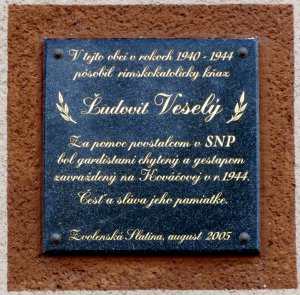 V tejto obci v rokoch 1940 - 1944
pôsobil rímskokatolícky kňaz
Ľudovít Veselý
Za pomoc povstalcom v SNP
bol gardistami chytený a gestapom
zavraždený na Kováčovej v r. 1944.
Česť a sláva jeho pamiatke.
Zvolenská Slatina, august 2005